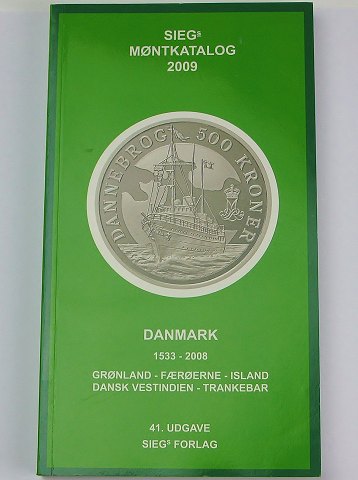 SIEGs
MØNTKATALOG
2009
DANNEBROG 500 KRONER
DANMARK
1533 - 2008
GRØNLAND - FÆRØERNE - ISLAND
DANSK VESTINDIEN - TRANKEBAR
41. UDGAVE
SIEGs FORLAG